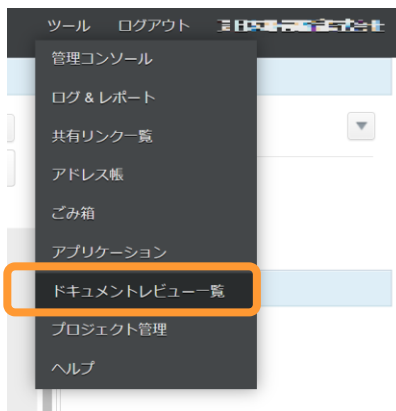 ツール ログアウト
管理コンソール
ログ & レポート
共有リンク一覧
アドレス帳
ごみ箱
アプリケーション
ドキュメントレビュー一覧
プロジェクト管理
ヘルプ